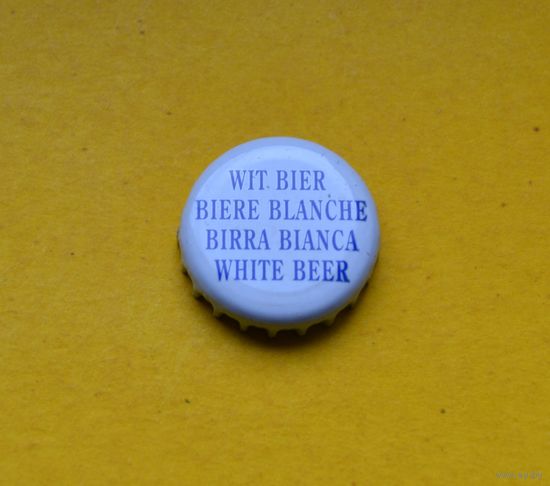 WIT BIER
BIERE BLANCHE
BIRRA BIANCA
WHITE BEER